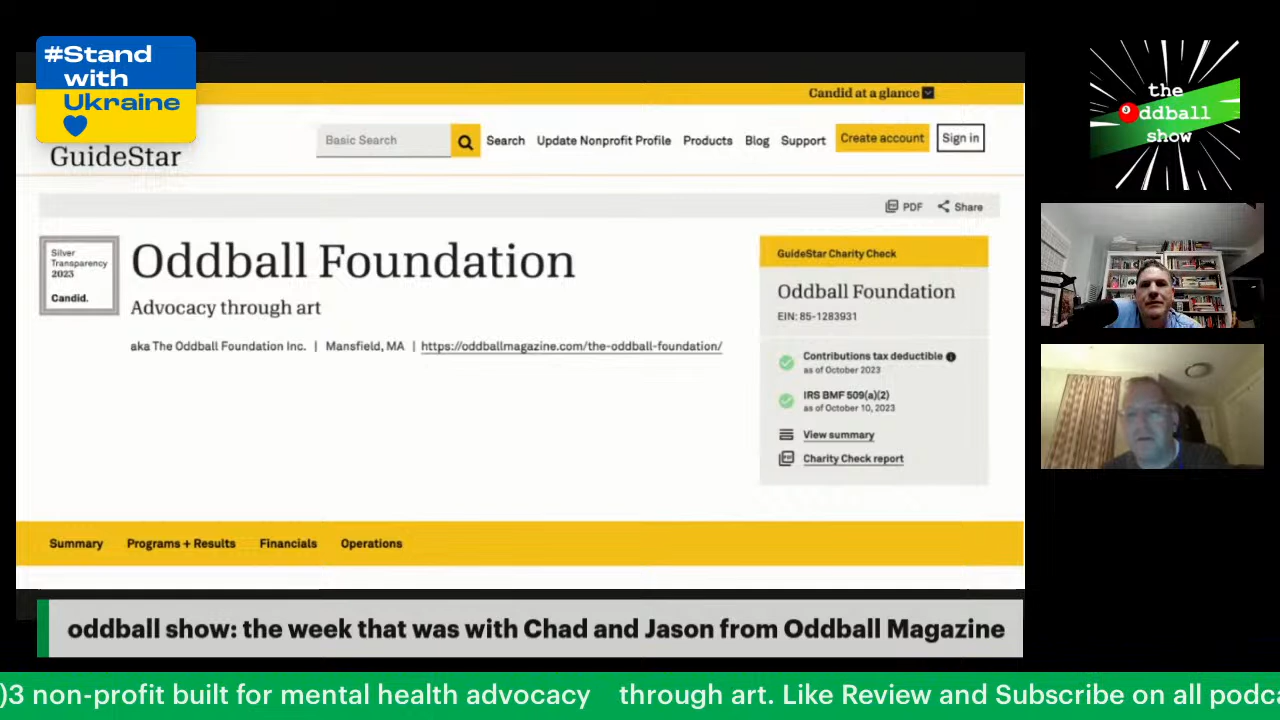 #Stand
with
Ukraine
Candid at a glance
GuideStar
Basic Search
Search
Update Nonprofit Profile
Products
Blog
Support
Create account
Sign in
the
ddball
show
PDF
Share
Silver
Transparency
2023
Candid.
Oddball Foundation
Advocacy through art
aka The Oddball Foundation Inc. | Mansfield, MA | https://oddballmagazine.com/the-oddball-foundation/
GuideStar Charity Check
Oddball Foundation
EIN: 85-1283931
Contributions tax deductible
as of October 2023
IRS BMF 509(a)(2)
as of October 10, 2023
View summary
Charity Check report
Summary
Programs + Results
Financials
Operations
oddball show: the week that was with Chad and Jason from Oddball Magazine
)3 non-profit built for mental health advocacy through art. Like Review and Subscribe on all podca